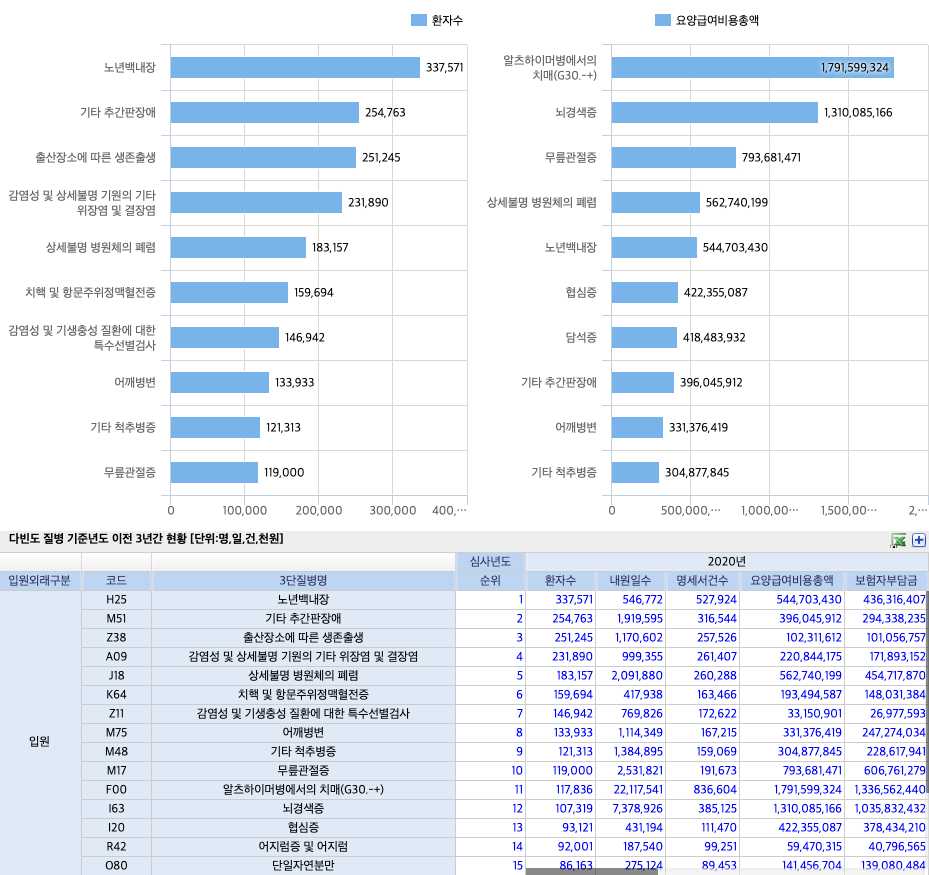 환자수
노년백내장 337,571
기타 추간판장애 254,763
출산장소에 따른 생존출생 251,245
감염성 및 상세불명 기원의 기타
위장염 및 결장염 231,890
상세불명 병원체의 폐렴 183,157
치핵 및 항문주위정맥혈전증 159,694
감염성 및 기생충성 질환에 대한
특수선별검사 146,942
어깨병변 133,933
기타 척추병증 121,313
무릎관절증 119,000
0 100,000 200,000 300,000 400,…
요양급여비용총액
알츠하이머병에서의
치매(G30.-+) 1,791,599,324
뇌경색증 1,310,085,166
무릎관절증 793,681,471
상세불명 병원체의 폐렴 562,740,199
노년백내장 544,703,430
협심증 422,355,087
담석증 418,483,932
기타 추간판장애 396,045,912
어깨병변 331,376,419
기타 척추병증 304,877,845
0 500,000,… 1,000,00… 1,500,00… 2,…
다빈도 질병 기준년도 이전 3년간 현황 [단위:명,일,건,천원]
심사년도 2020년
입원외래구분 코드 3단질병명 순위 환자수 내원일수 명세서건수 요양급여비용총액 보험자부담금
입원
H25 노년백내장 1 337,571 546,772 527,924 544,703,430 436,316,407
M51 기타 추간판장애 2 254,763 1,919,595 316,544 396,045,912 294,338,235
Z38 출산장소에 따른 생존출생 3 251,245 1,170,602 257,526 102,311,612 101,056,757
A09 감염성 및 상세불명 기원의 기타 위장염 및 결장염 4 231,890 999,355 261,407 220,844,175 171,893,152
J18 상세불명 병원체의 폐렴 5 183,157 2,091,880 260,288 562,740,199 454,717,870
K64 치핵 및 항문주위정맥혈전증 6 159,694 417,938 163,466 193,494,587 148,031,384
Z11 감염성 및 기생충성 질환에 대한 특수선별검사 7 146,942 769,826 172,622 33,150,901 26,977,593
M75 어깨병변 8 133,933 1,114,349 167,215 331,376,419 247,274,034
M48 기타 척추병증 9 121,313 1,384,895 159,069 304,877,845 228,617,941
M17 무릎관절증 10 119,000 2,531,821 191,673 793,681,471 606,761,279
F00 알츠하이머병에서의 치매(G30.-+) 11 117,836 22,117,541 836,604 1,791,599,324 1,336,562,440
I63 뇌경색증 12 107,319 7,378,926 385,125 1,310,085,166 1,035,832,432
I20 협심증 13 93,121 431,194 111,470 422,355,087 378,434,210
R42 어지럼증 및 어지럼 14 92,001 187,540 99,251 59,470,315 40,796,565
O80 단일자연분만 15 86,163 275,124 89,453 141,456,704 139,080,484